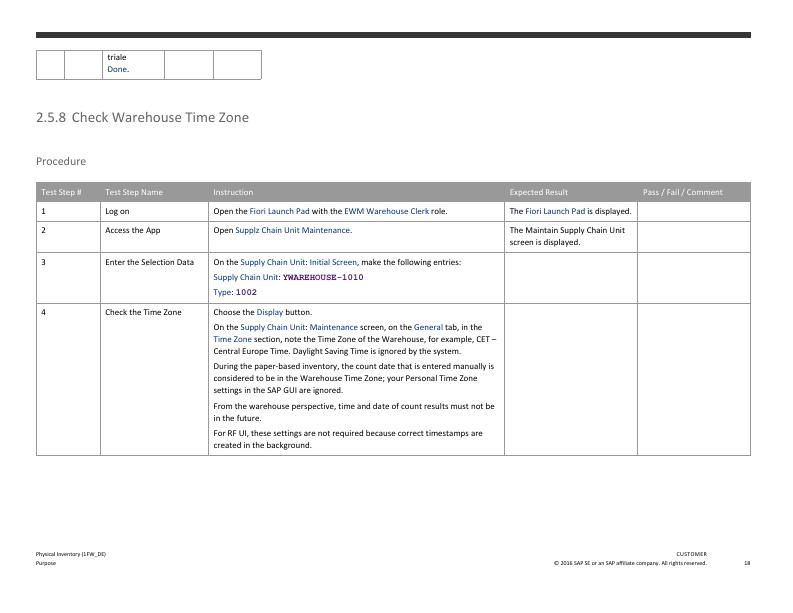 triale
Done.
2.5.8 Check Warehouse Time Zone
Procedure
Test Step # Test Step Name Instruction Expected Result Pass / Fail / Comment
1 Log on Open the Fiori Launch Pad with the EWM Warehouse Clerk role. The Fiori Launch Pad is displayed.
2 Access the App Open Supplz Chain Unit Maintenance. The Maintain Supply Chain Unit
screen is displayed.
3 Enter the Selection Data On the Supply Chain Unit: Initial Screen, make the following entries:
Supply Chain Unit: YWAREHOUSE-1010
Type: 1002
4 Check the Time Zone Choose the Display button.
On the Supply Chain Unit: Maintenance screen, on the General tab, in the
Time Zone section, note the Time Zone of the Warehouse, for example, CET –
Central Europe Time. Daylight Saving Time is ignored by the system.
During the paper-based inventory, the count date that is entered manually is
considered to be in the Warehouse Time Zone; your Personal Time Zone
settings in the SAP GUI are ignored.
From the warehouse perspective, time and date of count results must not be
in the future.
For RF UI, these settings are not required because correct timestamps are
created in the background.
Physical Inventory (1FW_DE) CUSTOMER
Purpose © 2016 SAP SE or an SAP affiliate company. All rights reserved. 18